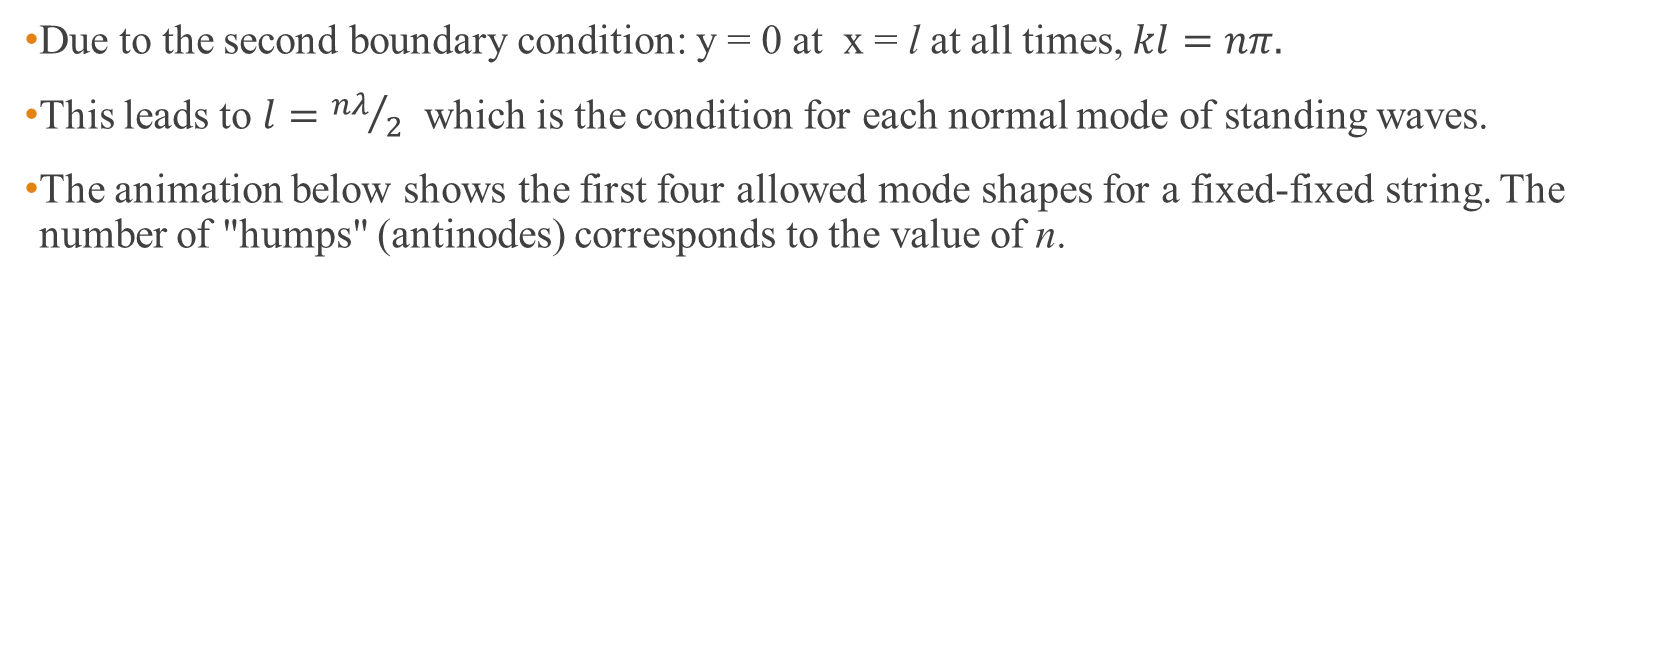 •Due to the second boundary condition: y = 0 at x = l at all times, kl = nπ.
•This leads to l = nλ/2 which is the condition for each normal mode of standing waves.
•The animation below shows the first four allowed mode shapes for a fixed-fixed string. The
number of "humps" (antinodes) corresponds to the value of n.